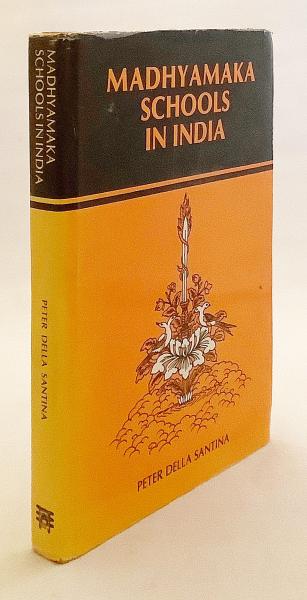 MADHYAMAKA
SCHOOLS
IN INDIA
PETER DELLA SANTINA
MADHYAMAKA
SCHOOLS IN INDIA
PETER DELLA SANTINA